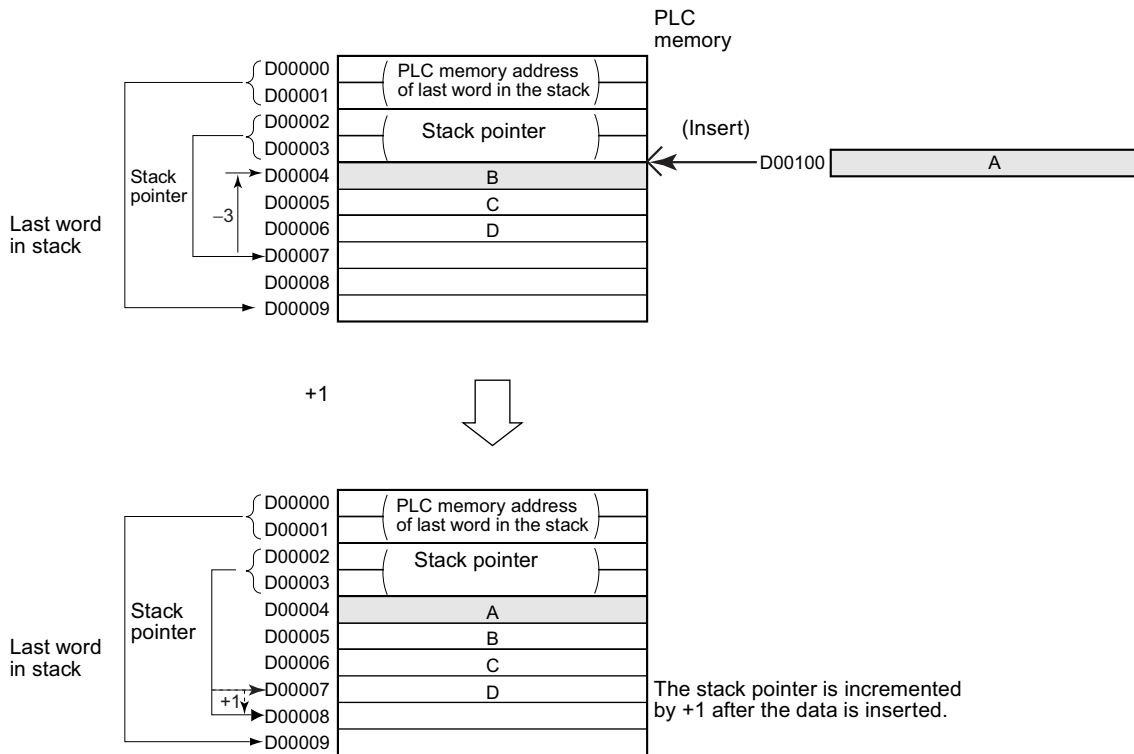 PLC
memory
D00000
PLC memory address
D00001
of last word in the stack
D00002
Stack pointer
D00003
(Insert)
D00100
A
D00004
B
Stack
pointer
–3
D00005
C
D00006
D
Last word
in stack
D00007
D00008
D00009
+1
D00000
PLC memory address
D00001
of last word in the stack
D00002
Stack pointer
D00003
D00004
A
Stack
pointer
D00005
B
Last word
in stack
D00006
C
D00007
D
The stack pointer is incremented
by +1 after the data is inserted.
+1
D00008
D00009